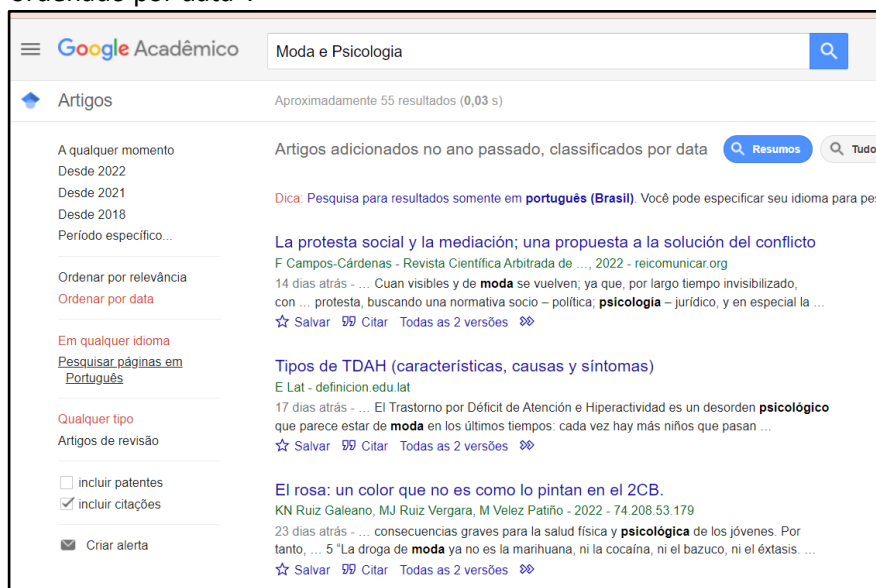 ordenado por data".
Google Acadêmico
Moda e Psicologia
Artigos
Aproximadamente 55 resultados (0,03 s)
A qualquer momento
Desde 2022
Desde 2021
Desde 2018
Período específico...
Ordenar por relevância
Ordenar por data
Em qualquer idioma
Pesquisar páginas em
Português
Qualquer tipo
Artigos de revisão
incluir patentes
incluir citações
Criar alerta
Artigos adicionados no ano passado, classificados por data
Resumos
Tudo
Dica: Pesquisa para resultados somente em português (Brasil). Você pode especificar seu idioma para pes
La protesta social y la mediación; una propuesta a la solución del conflicto
F Campos-Cárdenas - Revista Científica Arbitrada de …, 2022 - reicomunicar.org
14 dias atrás - … Cuan visibles y de moda se vuelven; ya que, por largo tiempo invisibilizado,
con … protesta, buscando una normativa socio – política; psicología – jurídico, y en especial la …
Salvar Citar Todas as 2 versões
Tipos de TDAH (características, causas y síntomas)
E Lat - definicion.edu.lat
17 dias atrás - … El Trastorno por Déficit de Atención e Hiperactividad es un desorden psicológico
que parece estar de moda en los últimos tiempos: cada vez hay más niños que pasan …
Salvar Citar Todas as 2 versões
El rosa: un color que no es como lo pintan en el 2CB.
KN Ruiz Galeano, MJ Ruiz Vergara, M Velez Patiño - 2022 - 74.208.53.179
23 dias atrás - … consecuencias graves para la salud física y psicológica de los jóvenes. Por
tanto, … 5 “La droga de moda ya no es la marihuana, ni la cocaína, ni el bazuco, ni el éxtasis. …
Salvar Citar Todas as 2 versões